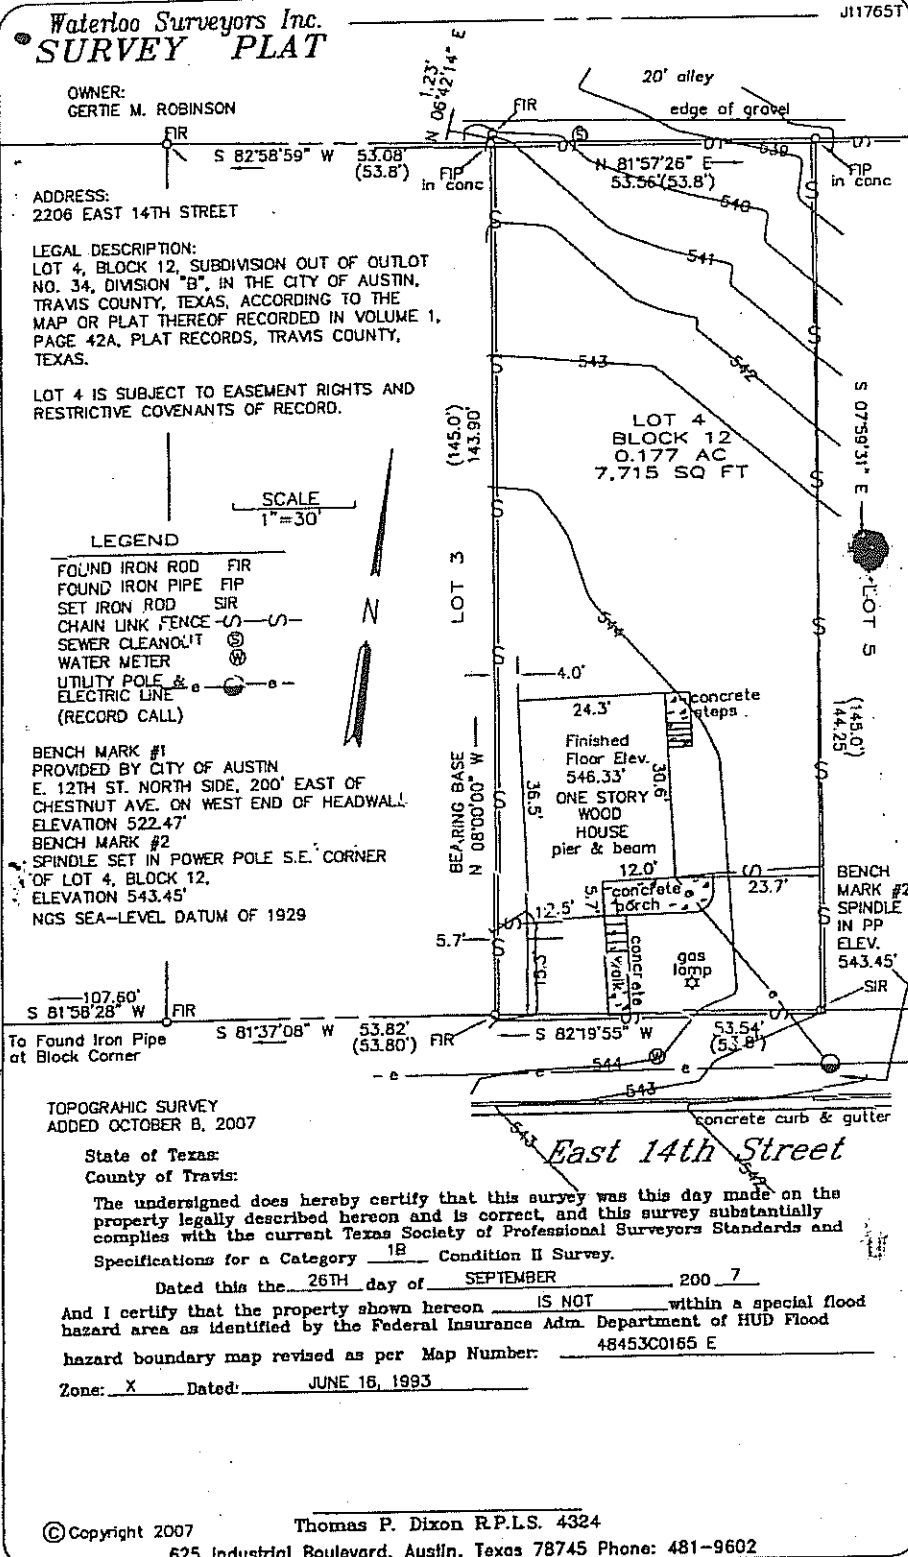 J11765T
Waterloo Surveyors Inc.
SURVEY PLAT
OWNER:
GERTIE M. ROBINSON
1.23'
N 06°42'14" E
20' alley
edge of gravel
FIR
FIR
S 82°58'59" W 53.08'
(53.8')
FIP
in conc
S
N 81°57'26" E
53.56'(53.8')
539
FIP
in conc
ADDRESS:
2206 EAST 14TH STREET
540
541
542
543
LEGAL DESCRIPTION:
LOT 4, BLOCK 12, SUBDIVISION OUT OF OUTLOT
NO. 34, DIVISION "B", IN THE CITY OF AUSTIN,
TRAVIS COUNTY, TEXAS, ACCORDING TO THE
MAP OR PLAT THEREOF RECORDED IN VOLUME 1,
PAGE 42A, PLAT RECORDS, TRAVIS COUNTY,
TEXAS.
LOT 4 IS SUBJECT TO EASEMENT RIGHTS AND
RESTRICTIVE COVENANTS OF RECORD.
(145.0')
143.90'
LOT 4
BLOCK 12
0.177 AC
7,715 SQ FT
S 07°59'31" E
SCALE
1"=30'
N
LEGEND
FOUND IRON ROD FIR
FOUND IRON PIPE FIP
SET IRON ROD SIR
CHAIN LINK FENCE -S-S-
SEWER CLEANOUT S
WATER METER W
UTILITY POLE &
ELECTRIC LINE e e
(RECORD CALL)
LOT 3
LOT 5
544
4.0'
24.3'
concrete
steps
(145.0')
144.25'
Finished
Floor Elev.
546.33'
ONE STORY
WOOD
HOUSE
pier & beam
36.5'
30.6'
BEARING BASE
N 08°00'00" W
BENCH MARK #1
PROVIDED BY CITY OF AUSTIN
E. 12TH ST. NORTH SIDE, 200' EAST OF
CHESTNUT AVE. ON WEST END OF HEADWALL
ELEVATION 522.47'
BENCH MARK #2
SPINDLE SET IN POWER POLE S.E. CORNER
OF LOT 4, BLOCK 12,
ELEVATION 543.45'
NGS SEA-LEVEL DATUM OF 1929
12.0'
5.7'
concrete
porch
23.7'
12.5'
5.7'
concrete
walk
gas
lamp
BENCH
MARK #2
SPINDLE
IN PP
ELEV.
543.45'
SIR
107.60'
S 81°58'28" W
FIR
To Found Iron Pipe
at Block Corner
S 81°37'08" W 53.82'
(53.80')
FIR
S 82°19'55" W 53.54'
(53.8')
544
W
e
543
concrete curb & gutter
543
East 14th Street
TOPOGRAHIC SURVEY
ADDED OCTOBER 8, 2007
State of Texas:
County of Travis:
The undersigned does hereby certify that this survey was this day made on the
property legally described hereon and is correct, and this survey substantially
complies with the current Texas Society of Professional Surveyors Standards and
Specifications for a Category 1B Condition II Survey.
Dated this the 26TH day of SEPTEMBER 200 7
And I certify that the property shown hereon IS NOT within a special flood
hazard area as identified by the Federal Insurance Adm. Department of HUD Flood
hazard boundary map revised as per Map Number: 48453C0165 E
Zone: X Dated: JUNE 16, 1993
© Copyright 2007
Thomas P. Dixon R.P.L.S. 4324
625 Industrial Boulevard, Austin, Texas 78745 Phone: 481-9602